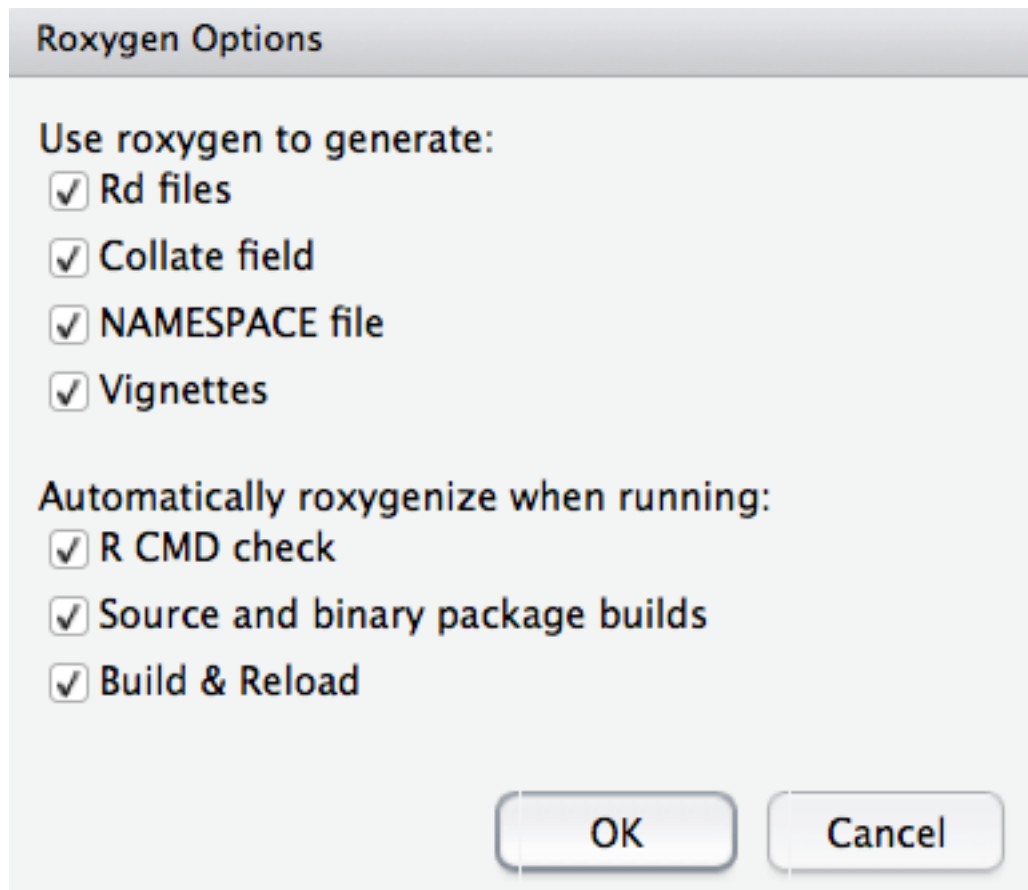 Roxygen Options
Use roxygen to generate:
Rd files
Collate field
NAMESPACE file
Vignettes
Automatically roxygenize when running:
R CMD check
Source and binary package builds
Build & Reload
OK
Cancel